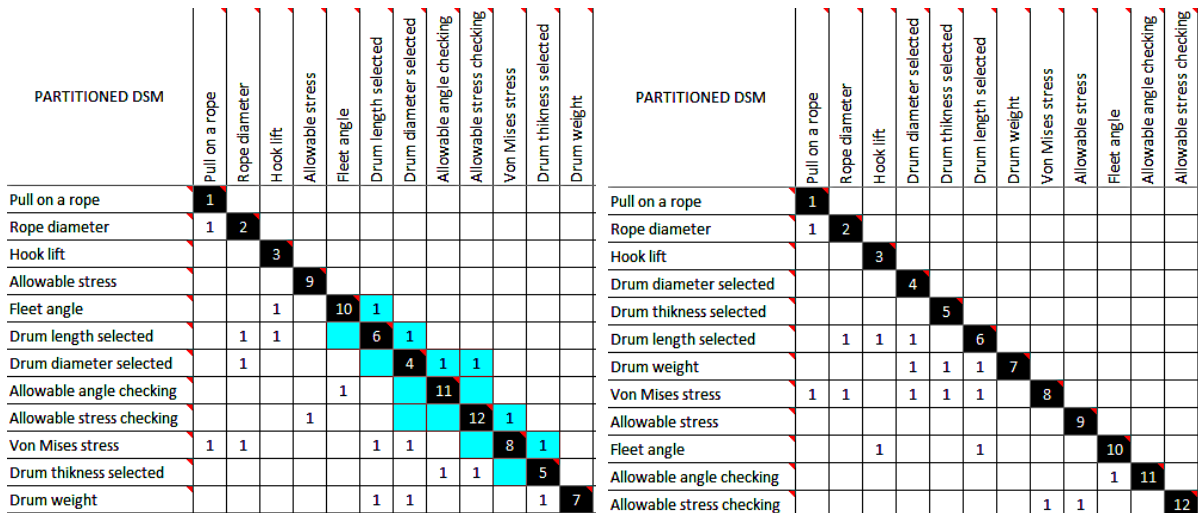 PARTITIONED DSM
Pull on a rope
Rope diameter
Hook lift
Allowable stress
Fleet angle
Drum length selected
Drum diameter selected
Allowable angle checking
Allowable stress checking
Von Mises stress
Drum thikness selected
Drum weight
Pull on a rope 1
Rope diameter 1 2
Hook lift 3
Allowable stress 9
Fleet angle 1 10 1
Drum length selected 1 1 6 1
Drum diameter selected 1 4 1 1
Allowable angle checking 1 11
Allowable stress checking 1 12 1
Von Mises stress 1 1 1 1 8 1
Drum thikness selected 1 1 5
Drum weight 1 1 1 7
PARTITIONED DSM
Pull on a rope
Rope diameter
Hook lift
Drum diameter selected
Drum thikness selected
Drum length selected
Drum weight
Von Mises stress
Allowable stress
Fleet angle
Allowable angle checking
Allowable stress checking
Pull on a rope 1
Rope diameter 1 2
Hook lift 3
Drum diameter selected 4
Drum thikness selected 5
Drum length selected 1 1 1 6
Drum weight 1 1 1 7
Von Mises stress 1 1 1 1 1 8
Allowable stress 9
Fleet angle 1 1 10
Allowable angle checking 1 11
Allowable stress checking 1 1 12